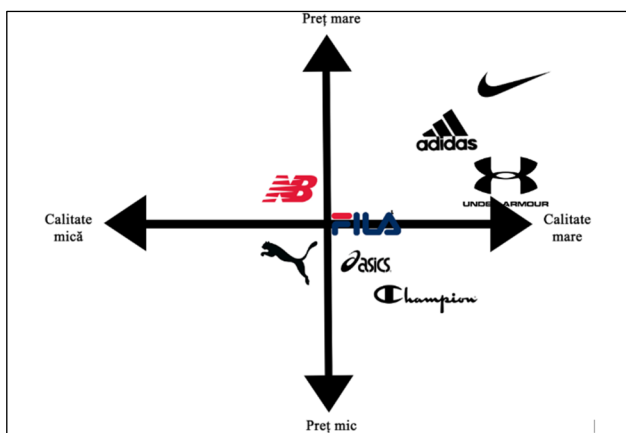 Preț mare
adidas
NB
UNDER ARMOUR
Calitate
mică
FILA
Calitate
mare
asics
Champion
Preț mic